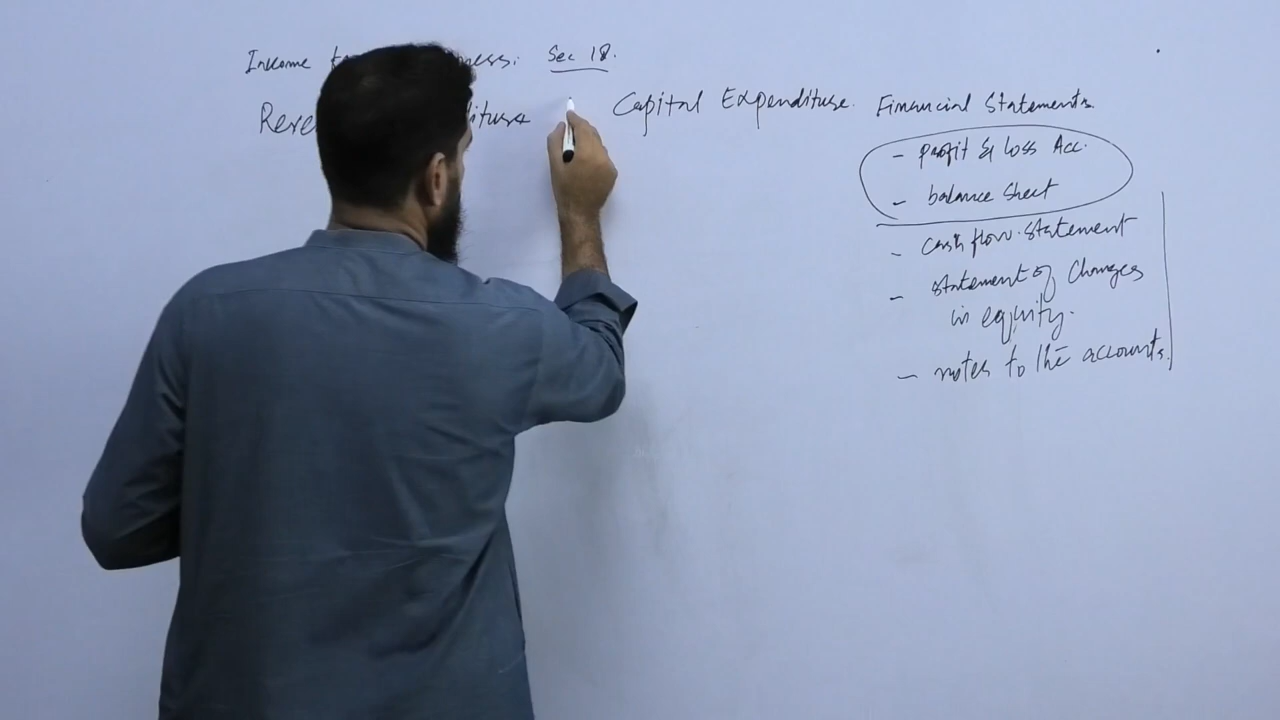 Income Sec 18.
Capital Expenditure.
Financial Statements
- profit & loss Acc.
- balance sheet
- cash flow statement
- statement of changes
in equity.
- notes to the accounts.